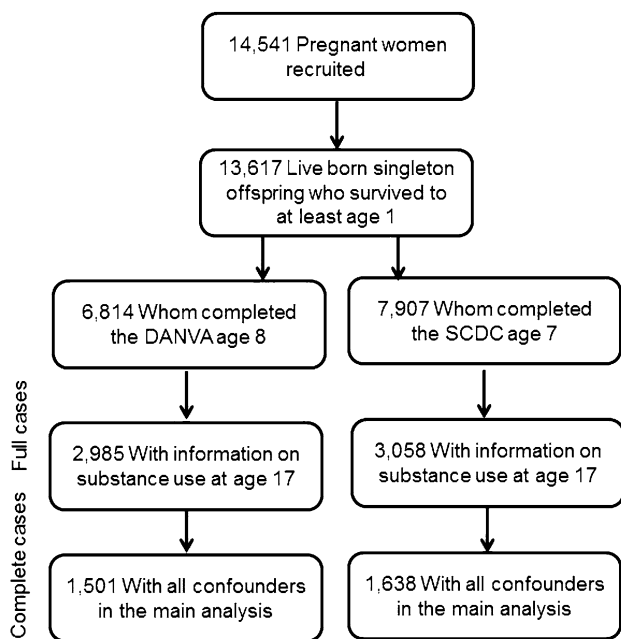 14,541 Pregnant women
recruited
13,617 Live born singleton
offspring who survived to
at least age 1
6,814 Whom completed
the DANVA age 8
7,907 Whom completed
the SCDC age 7
Full cases
2,985 With information on
substance use at age 17
3,058 With information on
substance use at age 17
Complete cases
1,501 With all confounders
in the main analysis
1,638 With all confounders
in the main analysis